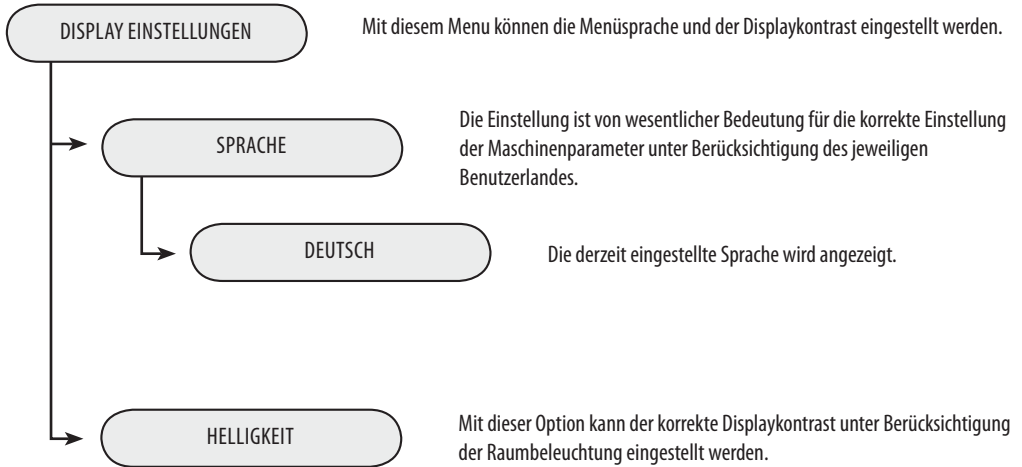 DISPLAY EINSTELLUNGEN
Mit diesem Menu können die Menüsprache und der Displaykontrast eingestellt werden.
SPRACHE
Die Einstellung ist von wesentlicher Bedeutung für die korrekte Einstellung
der Maschinenparameter unter Berücksichtigung des jeweiligen
Benutzerlandes.
DEUTSCH
Die derzeit eingestellte Sprache wird angezeigt.
HELLIGKEIT
Mit dieser Option kann der korrekte Displaykontrast unter Berücksichtigung
der Raumbeleuchtung eingestellt werden.